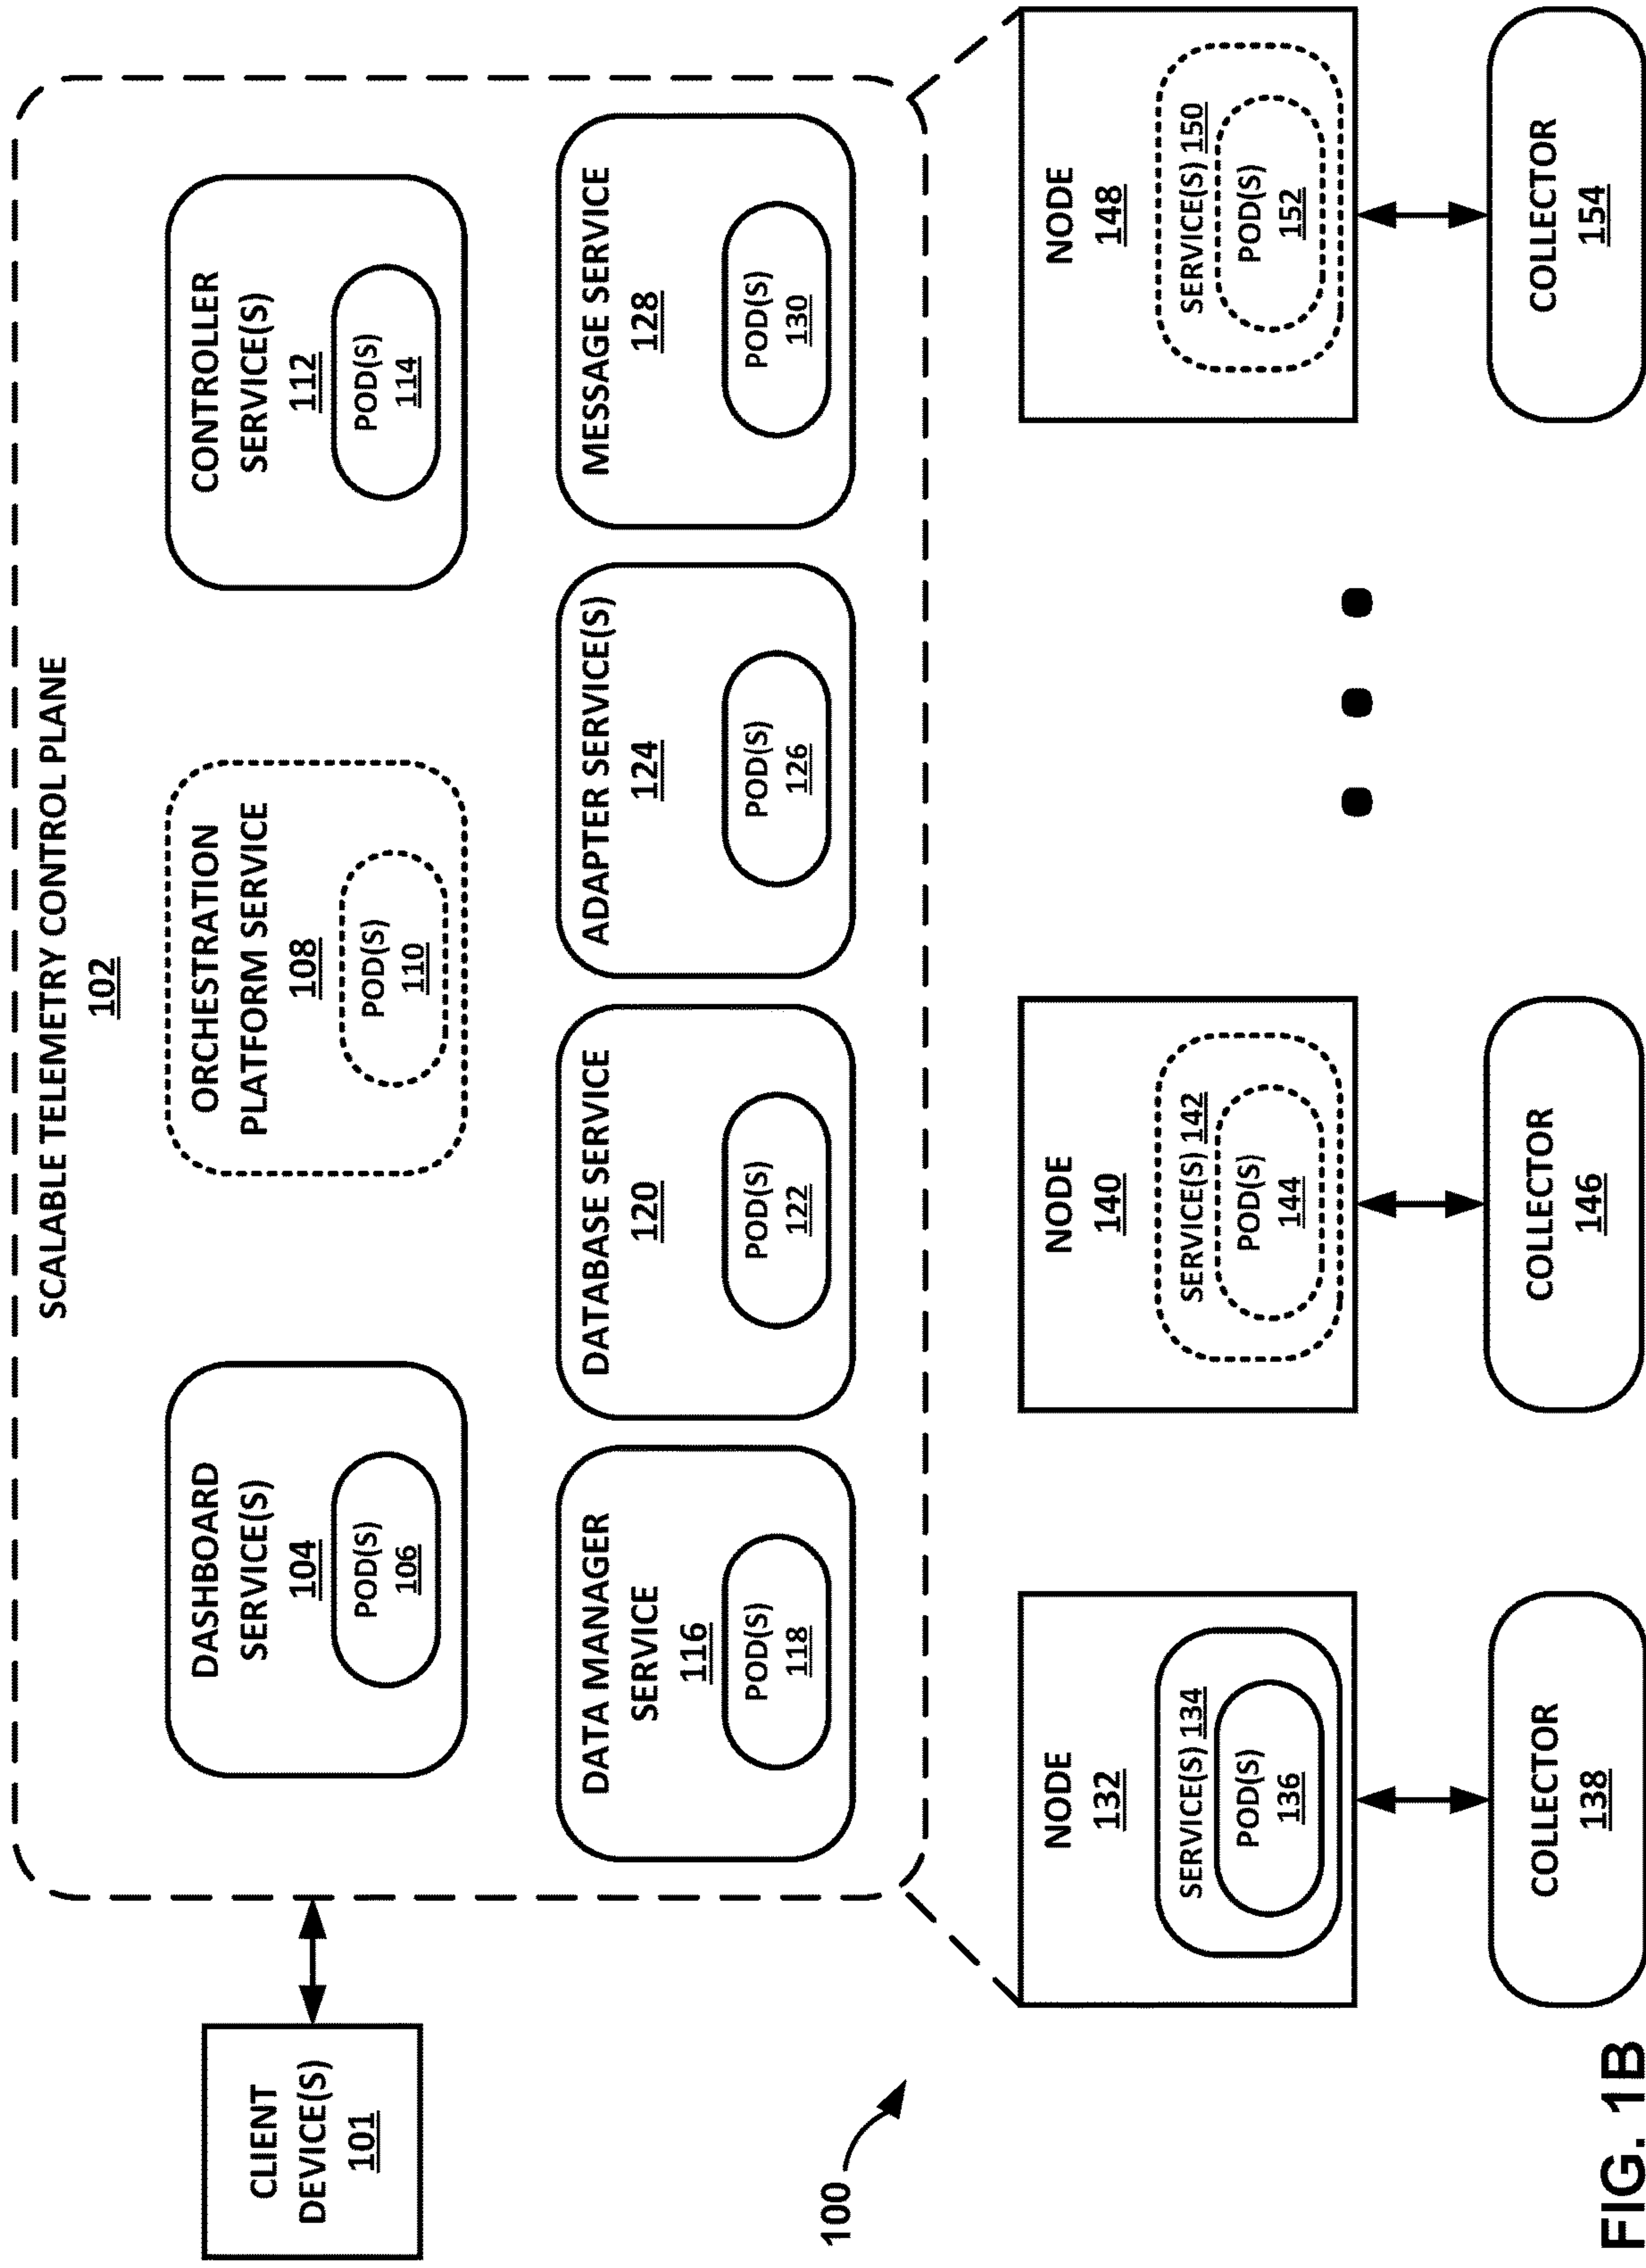 SCALABLE TELEMETRY CONTROL PLANE
102
CLIENT
DEVICE(S)
101
DASHBOARD
SERVICE(S)
104
POD(S)
106
ORCHESTRATION
PLATFORM SERVICE
108
POD(S)
110
CONTROLLER
SERVICE(S)
112
POD(S)
114
DATA MANAGER
SERVICE
116
POD(S)
118
DATABASE SERVICE
120
POD(S)
122
ADAPTER SERVICE(S)
124
POD(S)
126
MESSAGE SERVICE
128
POD(S)
130
100
NODE
132
SERVICE(S) 134
POD(S)
136
NODE
140
SERVICE(S) 142
POD(S)
144
NODE
148
SERVICE(S) 150
POD(S)
152
COLLECTOR
138
COLLECTOR
146
COLLECTOR
154
FIG. 1B